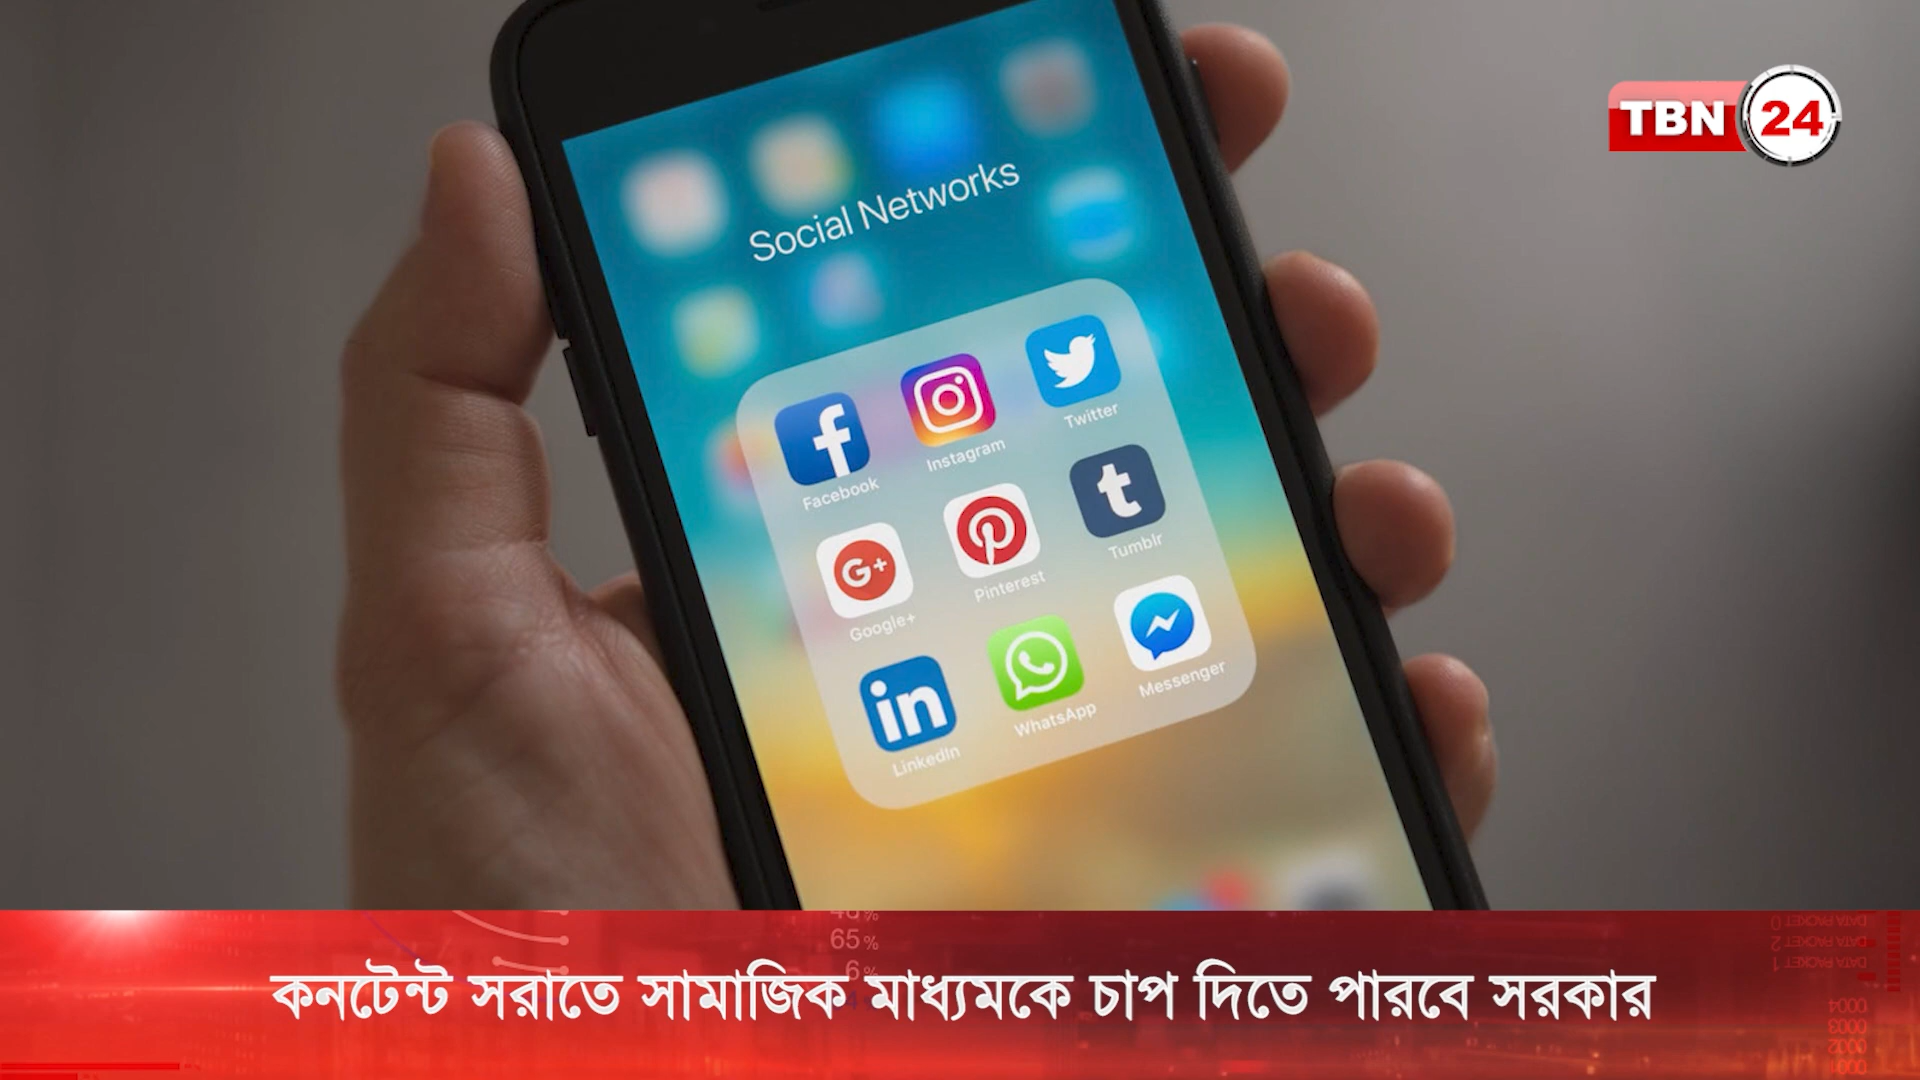 TBN 24
Social Networks
Facebook
Instagram
Twitter
Google+
Pinterest
Tumblr
LinkedIn
WhatsApp
Messenger
65%
6%
কনটেন্ট সরাতে সামাজিক মাধ্যমকে চাপ দিতে পারবে সরকার